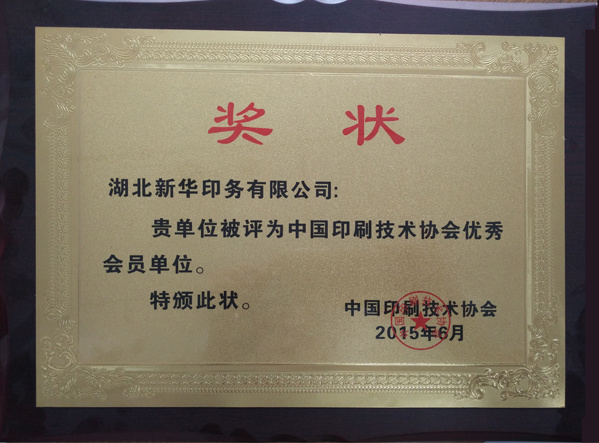 奖 状
湖北新华印务有限公司:
贵单位被评为中国印刷技术协会优秀
会员单位。
特颁此状。
中国印刷技术协会
2015年6月